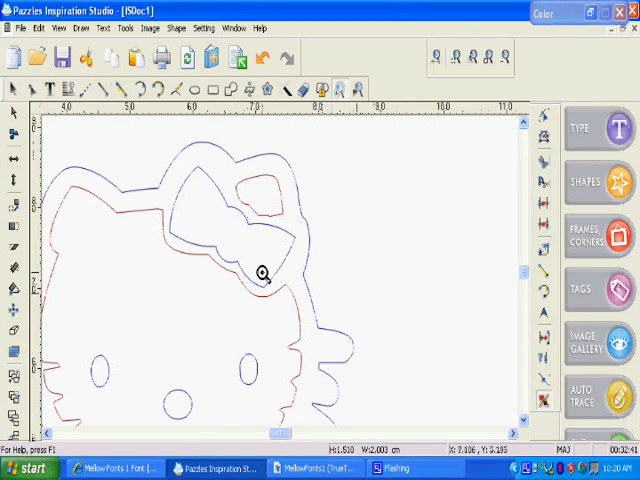 Pazzles Inspiration Studio - [ISDec1]
Color
File Edit View Draw Text Tools Image Shape Setting Window Help
4,0 5,0 6,0 7,0 8,0 9,0 10,0 11,0
TYPE
SHAPES
FRAMES,
CORNERS
TAGS
IMAGE
GALLERY
AUTO
TRACE
For Help, press F1
H:1.510 W:2.003 cm
X: 7.106, Y: 5.195
MAJ
00:32:41
start
MellowFonts 1 Font |...
Pazzles Inspiration St...
MellowFonts1 (TrueT...
Flashing
10:20 AM